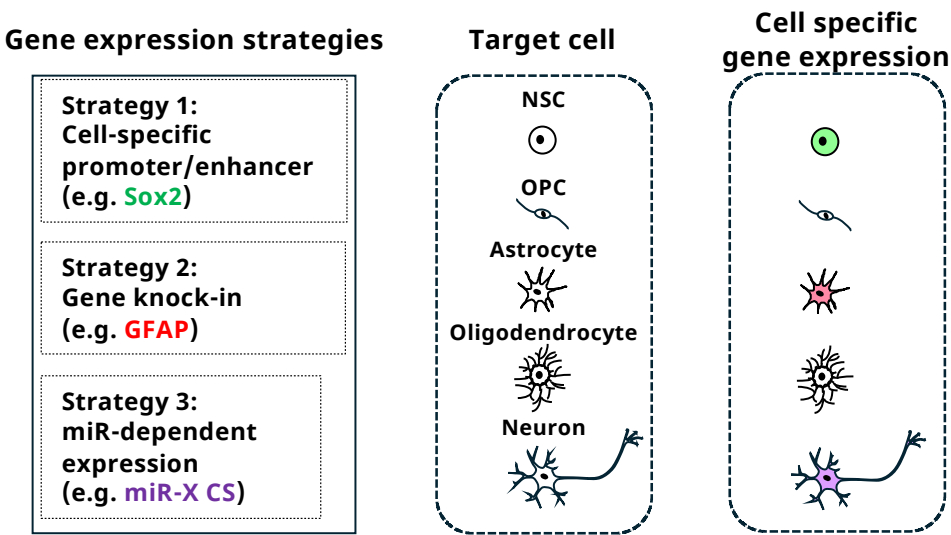 Gene expression strategies
Strategy 1:
Cell-specific
promoter/enhancer
(e.g. Sox2)
Strategy 2:
Gene knock-in
(e.g. GFAP)
Strategy 3:
miR-dependent
expression
(e.g. miR-X CS)
Target cell
NSC
OPC
Astrocyte
Oligodendrocyte
Neuron
Cell specific
gene expression